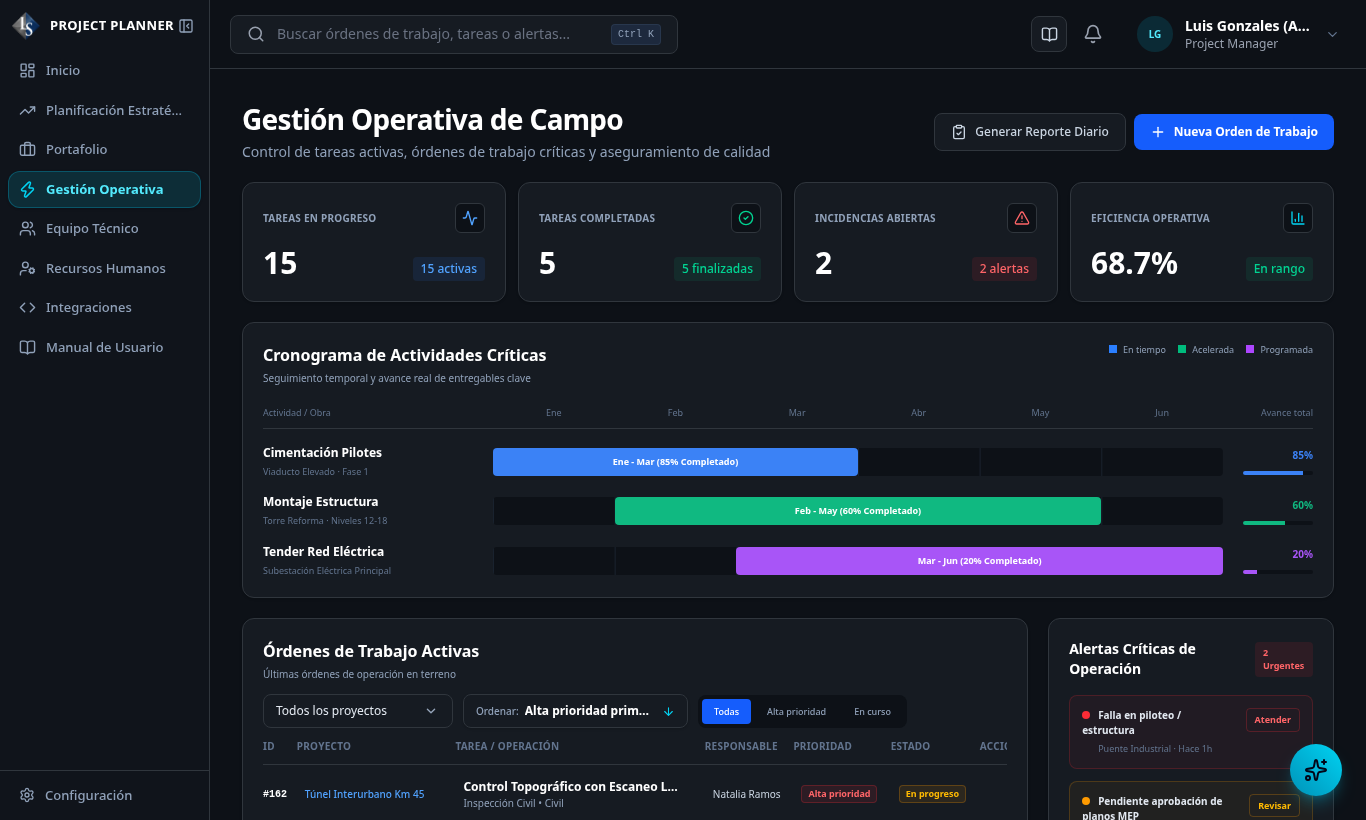 PROJECT PLANNER
Inicio
Planificación Estraté...
Portafolio
Gestión Operativa
Equipo Técnico
Recursos Humanos
Integraciones
Manual de Usuario
Configuración
Buscar órdenes de trabajo, tareas o alertas...
Ctrl K
LG
Luis Gonzales (A...
Project Manager
Gestión Operativa de Campo
Control de tareas activas, órdenes de trabajo críticas y aseguramiento de calidad
Generar Reporte Diario
Nueva Orden de Trabajo
TAREAS EN PROGRESO
15
15 activas
TAREAS COMPLETADAS
5
5 finalizadas
INCIDENCIAS ABIERTAS
2
2 alertas
EFICIENCIA OPERATIVA
68.7%
En rango
Cronograma de Actividades Críticas
Seguimiento temporal y avance real de entregables clave
En tiempo
Acelerada
Programada
Actividad / Obra
Ene
Feb
Mar
Abr
May
Jun
Avance total
Cimentación Pilotes
Viaducto Elevado · Fase 1
Ene - Mar (85% Completado)
85%
Montaje Estructura
Torre Reforma · Niveles 12-18
Feb - May (60% Completado)
60%
Tender Red Eléctrica
Subestación Eléctrica Principal
Mar - Jun (20% Completado)
20%
Órdenes de Trabajo Activas
Últimas órdenes de operación en terreno
Todos los proyectos
Ordenar: Alta prioridad prim...
Todas
Alta prioridad
En curso
ID
PROYECTO
TAREA / OPERACIÓN
RESPONSABLE
PRIORIDAD
ESTADO
ACCIO
#162
Túnel Interurbano Km 45
Control Topográfico con Escaneo L...
Inspección Civil • Civil
Natalia Ramos
Alta prioridad
En progreso
Alertas Críticas de
Operación
2
Urgentes
Falla en piloteo /
estructura
Puente Industrial · Hace 1h
Atender
Pendiente aprobación de
planos MEP
Revisar